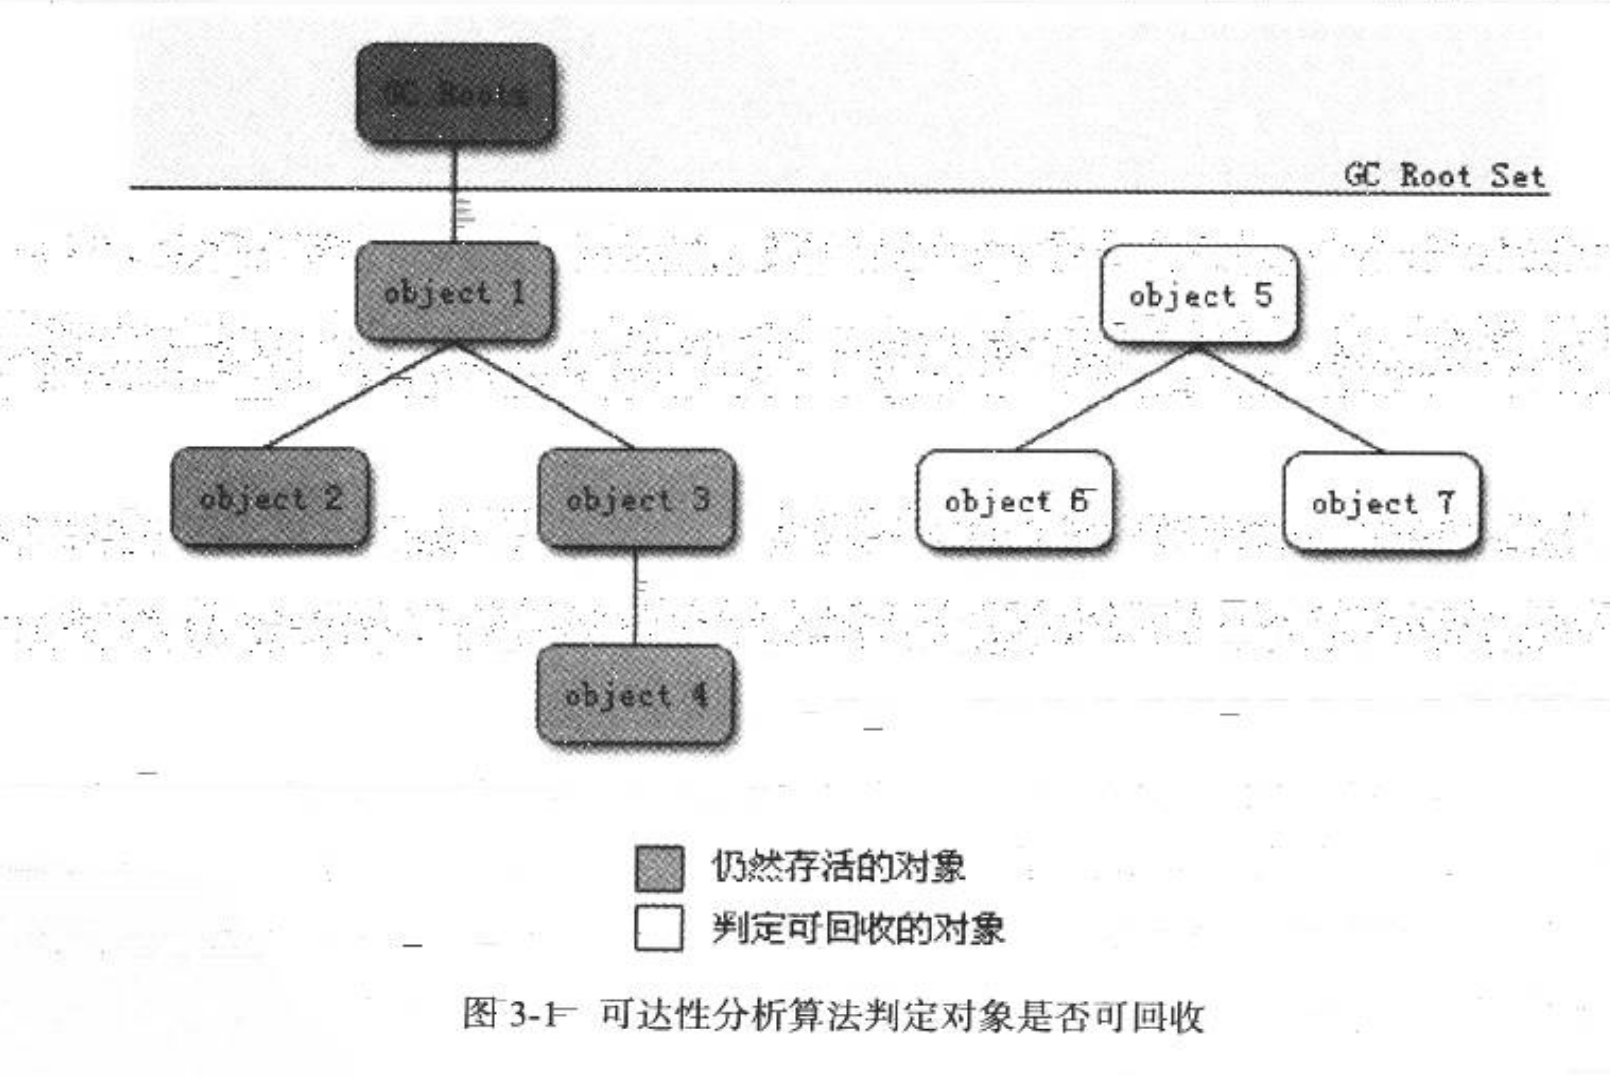 GC Roots
GC Root Set
object 1
object 5
object 2
object 3
object 6
object 7
object 4
仍然存活的对象
判定可回收的对象
图 3-1 可达性分析算法判定对象是否可回收